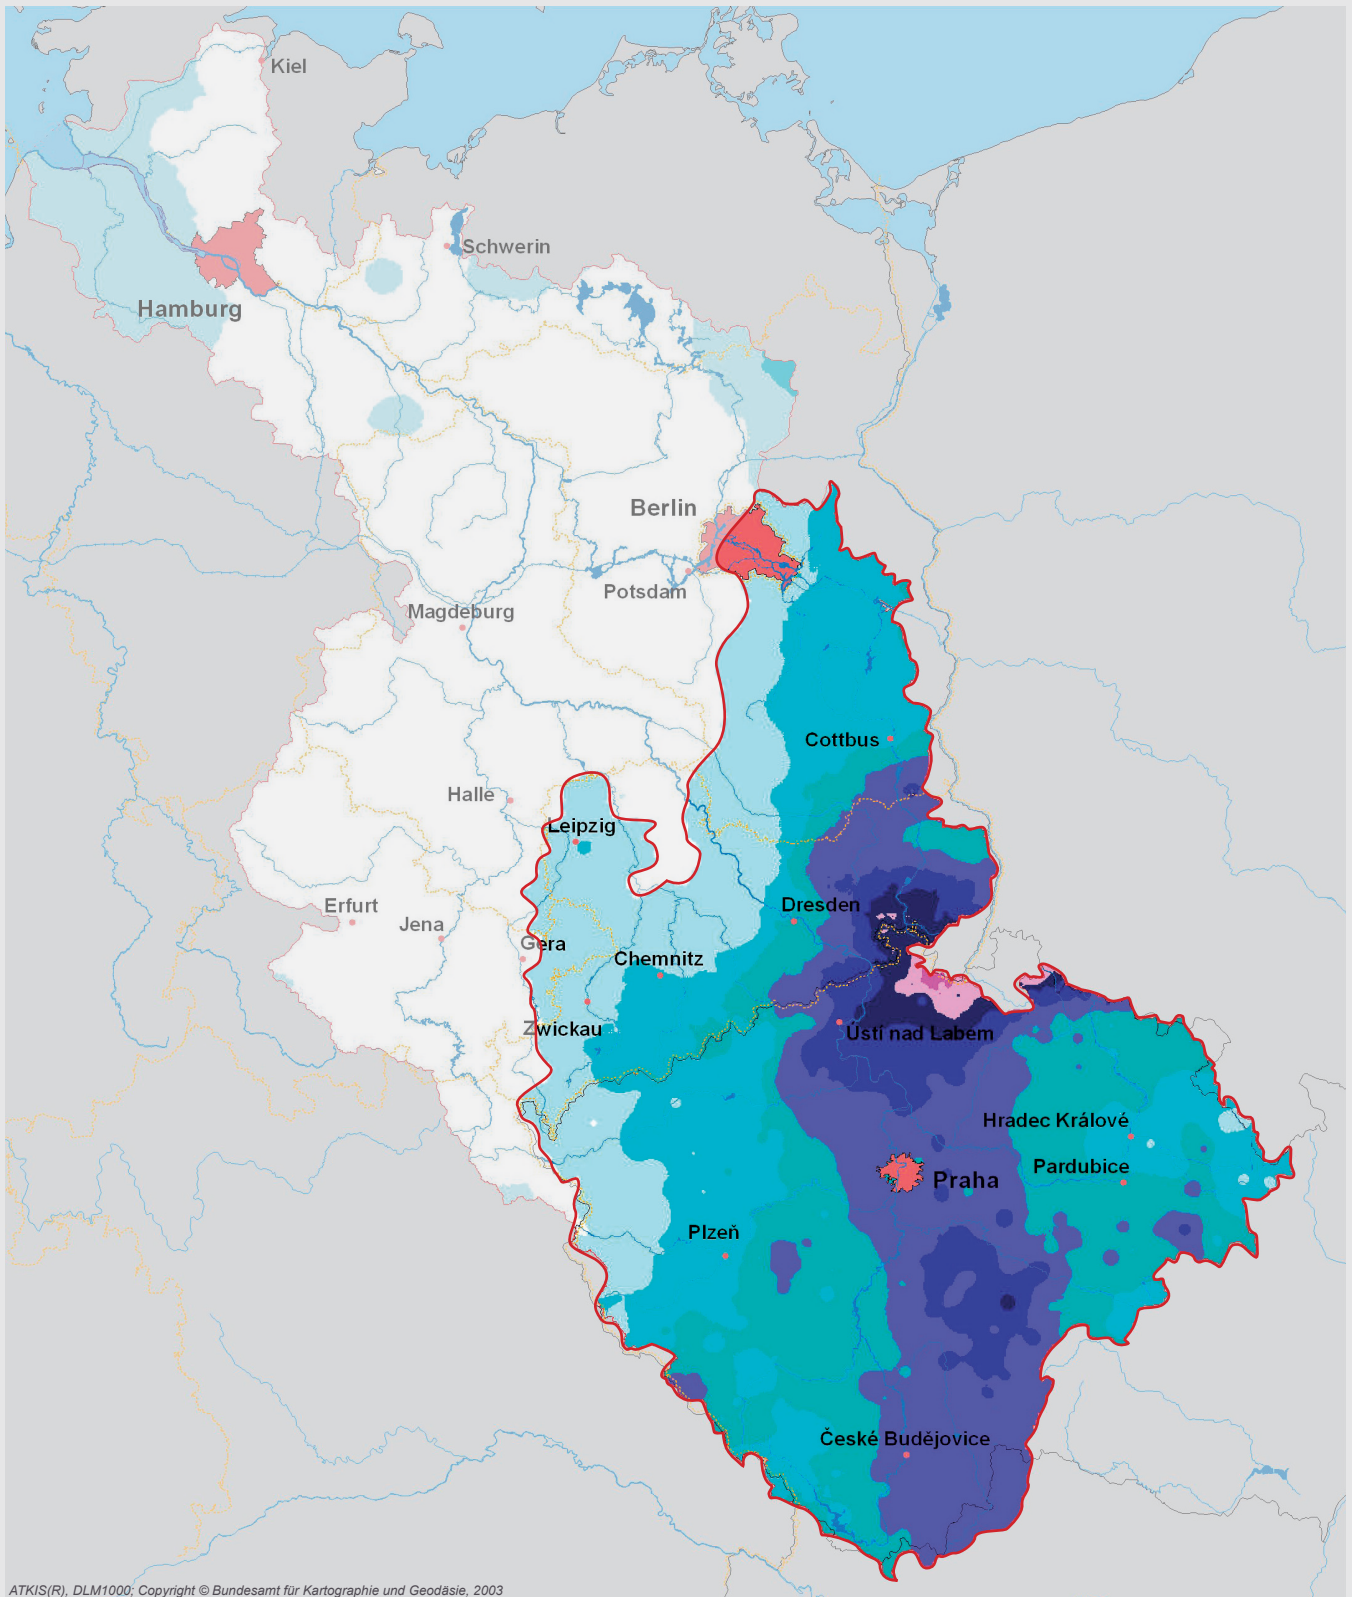 Kiel
Schwerin
Hamburg
Berlin
Potsdam
Magdeburg
Cottbus
Halle
Leipzig
Erfurt
Dresden
Jena
Gera
Chemnitz
Zwickau
Ústí nad Labem
Hradec Králové
Pardubice
Praha
Plzeň
České Budějovice
ATKIS(R), DLM1000; Copyright © Bundesamt für Kartographie und Geodäsie, 2003